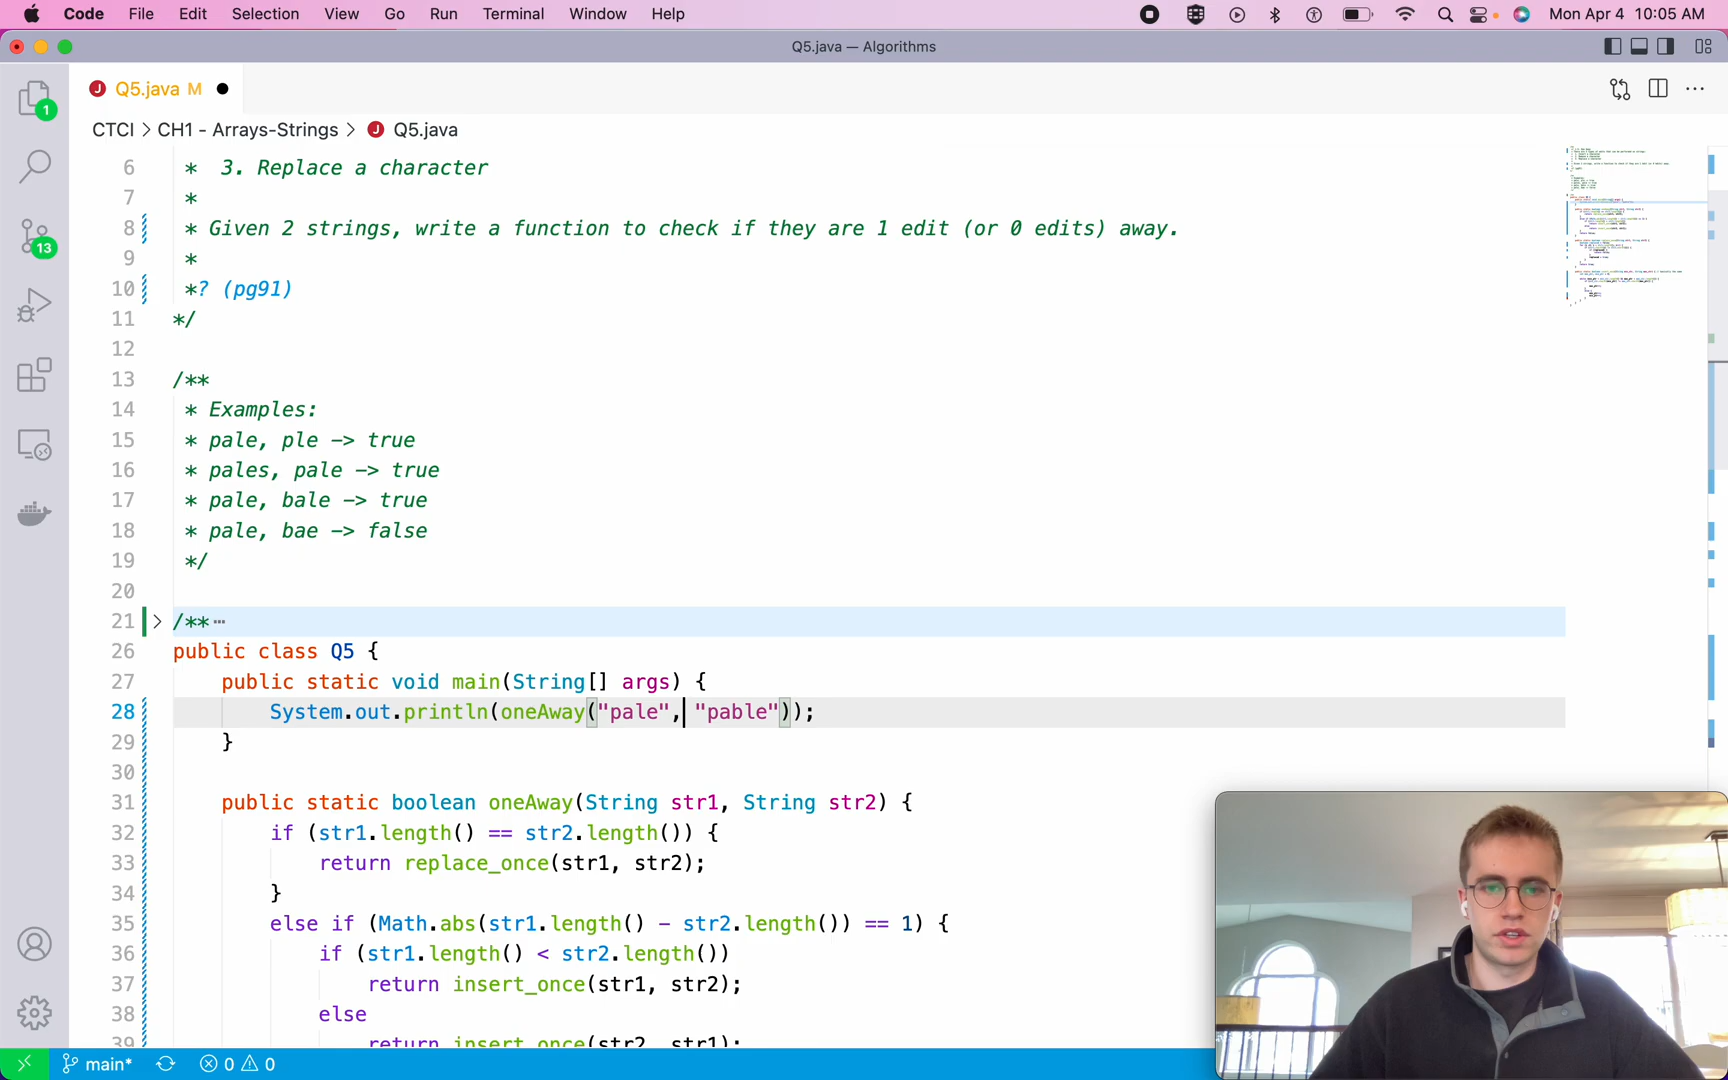 Code File Edit Selection View Go Run Terminal Window Help Mon Apr 4 10:05 AM
Q5.java — Algorithms
J Q5.java M
CTCI > CH1 - Arrays-Strings > J Q5.java
1
13
6 * 3. Replace a character
7 *
8 * Given 2 strings, write a function to check if they are 1 edit (or 0 edits) away.
9 *
10 *? (pg91)
11 */
12
13 /**
14 * Examples:
15 * pale, ple -> true
16 * pales, pale -> true
17 * pale, bale -> true
18 * pale, bae -> false
19 */
20
21 > /** ⋯
26 public class Q5 {
27 public static void main(String[] args) {
28 System.out.println(oneAway("pale", "pable"));
29 }
30
31 public static boolean oneAway(String str1, String str2) {
32 if (str1.length() == str2.length()) {
33 return replace_once(str1, str2);
34 }
35 else if (Math.abs(str1.length() - str2.length()) == 1) {
36 if (str1.length() < str2.length())
37 return insert_once(str1, str2);
38 else
39 return insert_once(str2, str1);
main* 0 0